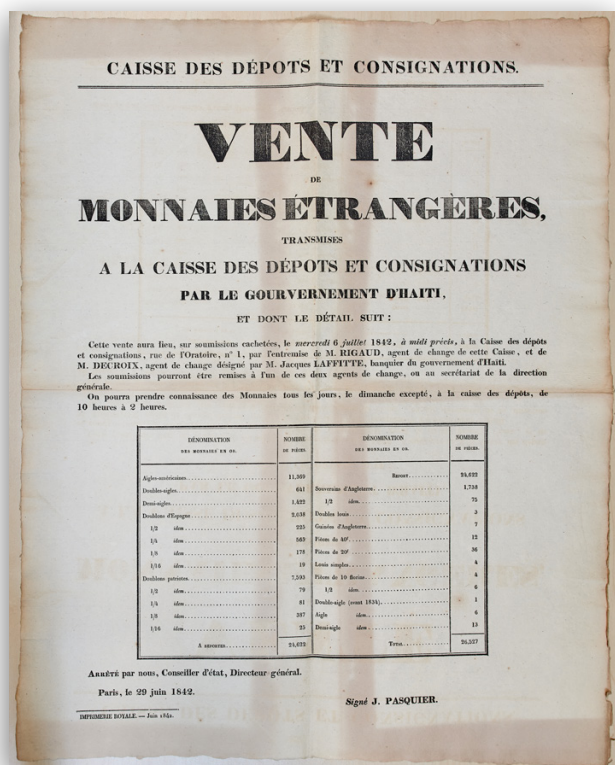 CAISSE DES DÉPOTS ET CONSIGNATIONS.
VENTE
DE
MONNAIES ÉTRANGÈRES,
TRANSMISES
A LA CAISSE DES DÉPOTS ET CONSIGNATIONS
PAR LE GOURVERNEMENT D'HAITI,
ET DONT LE DÉTAIL SUIT :
Cette vente aura lieu, sur soumissions cachetées, le mercredi 6 juillet 1842, à midi précis, à la Caisse des dépôts
et consignations, rue de l'Oratoire, n° 1, par l'entremise de M. RIGAUD, agent de change de cette Caisse, et de
M. DECROIX, agent de change désigné par M. Jacques LAFFITTE, banquier du gouvernement d'Haïti.
Les soumissions pourront être remises à l'un de ces deux agents de change, ou au secrétariat de la direction
générale.
On pourra prendre connaissance des Monnaies tous les jours, le dimanche excepté, à la caisse des dépôts, de
10 heures à 2 heures.
DÉNOMINATION DES MONNAIES EN OR. NOMBRE DE PIÈCES.
Aigles-américaines 11,369
Doubles-aigles 641
Demi-aigles 1,422
Doublons d'Espagne 2,038
1/2 idem 225
1/4 idem
1/8 idem 178
1/16 idem 19
Doublons patriotes 7,593
1/2 idem 79
1/4 idem 81
1/8 idem
1/16 idem 25
A REPORTER 24,622
DÉNOMINATION DES MONNAIES EN OR. NOMBRE DE PIÈCES.
REPORT 24,622
Souverains d'Angleterre 1,738
1/2 idem 75
Doubles louis 3
Guinées d'Angleterre 7
Pièces de 40f 12
Pièces de 20f 36
Louis simples 4
Pièces de 10 florins 4
1/2 idem
Double-aigle (avant 1834) 1
Aigle idem 6
Demi-aigle idem 13
TOTAL 26,527
ARRÊTÉ par nous, Conseiller d'état, Directeur général.
Paris, le 29 juin 1842.
Signé J. PASQUIER.
IMPRIMERIE ROYALE. — Juin 1842.